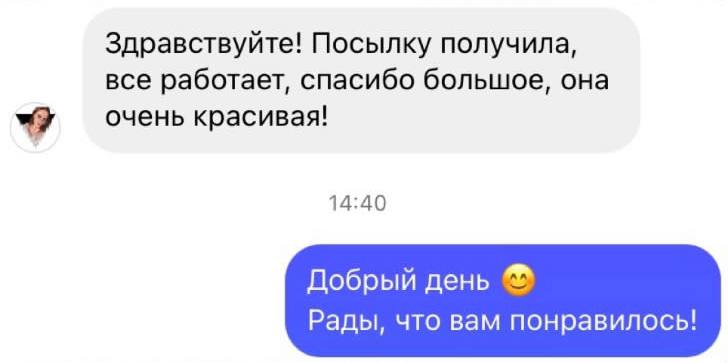 Здравствуйте! Посылку получила,
все работает, спасибо большое, она
очень красивая!
14:40
Добрый день 😊
Рады, что вам понравилось!